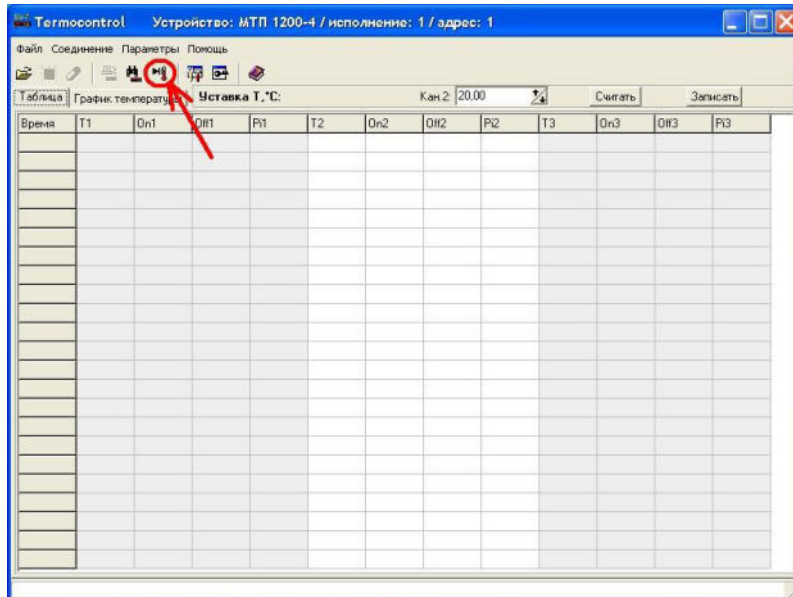 Termocontrol Устройство: МТП 1200-4 / исполнение: 1 / адрес: 1
Файл Соединение Параметры Помощь
Таблица График температуры Уставка T,°C: Кан.2: 20,00 Считать Записать
Время T1 On1 Off1 Pi1 T2 On2 Off2 Pi2 T3 On3 Off3 Pi3